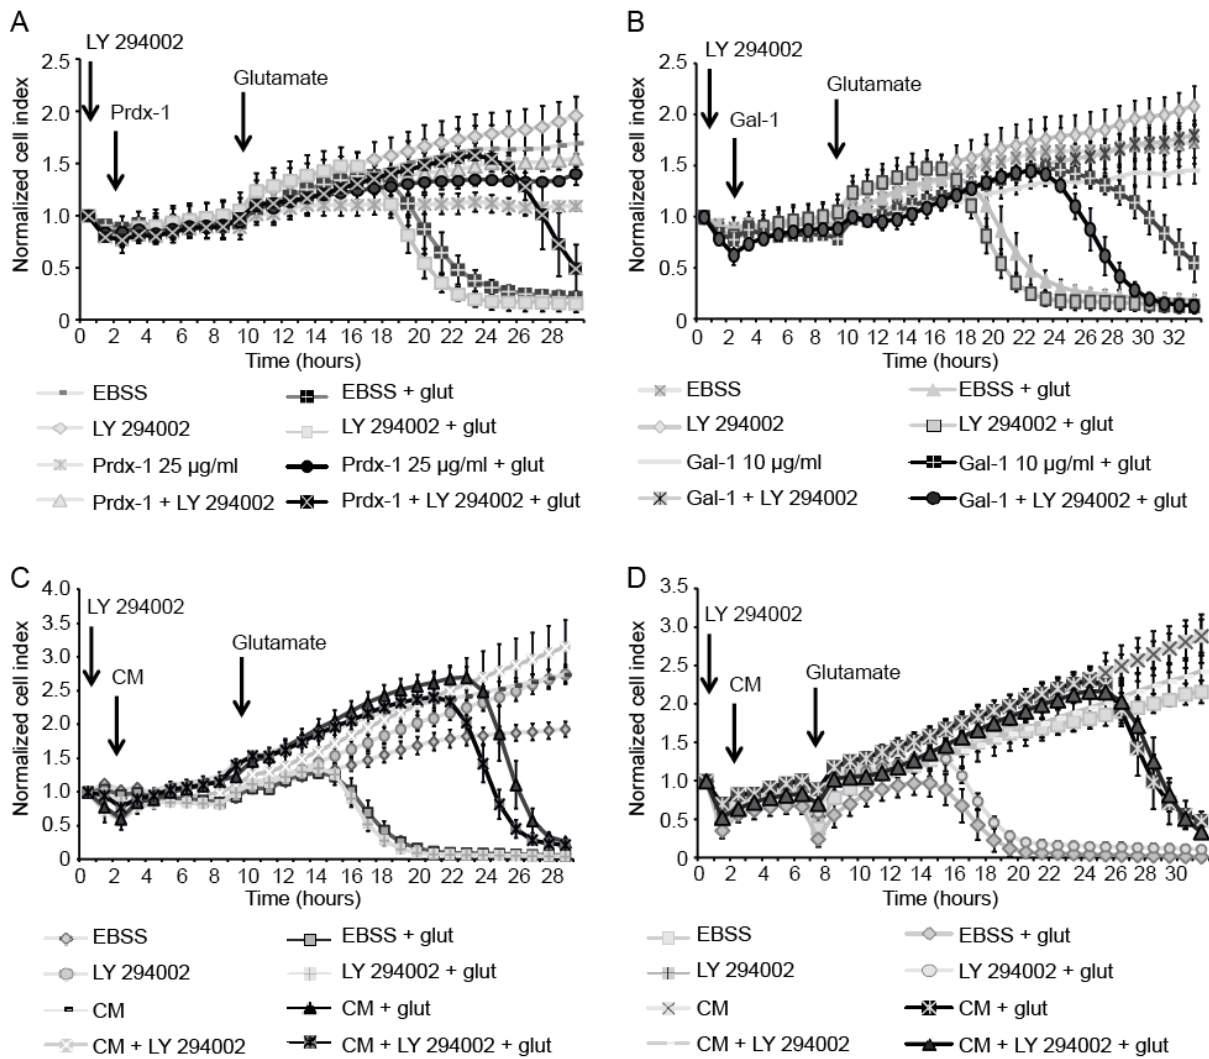 A
LY 294002
Prdx-1
Glutamate
Normalized cell index
2.5
2.0
1.5
1.0
0.5
0
0 2 4 6 8 10 12 14 16 18 20 22 24 26 28
Time (hours)
EBSS
LY 294002
Prdx-1 25 µg/ml
Prdx-1 + LY 294002
EBSS + glut
LY 294002 + glut
Prdx-1 25 µg/ml + glut
Prdx-1 + LY 294002 + glut
B
LY 294002
Gal-1
Glutamate
Normalized cell index
2.5
2.0
1.5
1.0
0.5
0
0 2 4 6 8 10 12 14 16 18 20 22 24 26 28 30 32
Time (hours)
EBSS
LY 294002
Gal-1 10 µg/ml
Gal-1 + LY 294002
EBSS + glut
LY 294002 + glut
Gal-1 10 µg/ml + glut
Gal-1 + LY 294002 + glut
C
LY 294002
CM
Glutamate
Normalized cell index
4.0
3.5
3.0
2.5
2.0
1.5
1.0
0.5
0
0 2 4 6 8 10 12 14 16 18 20 22 24 26 28
Time (hours)
EBSS
LY 294002
CM
CM + LY 294002
EBSS + glut
LY 294002 + glut
CM + glut
CM + LY 294002 + glut
D
LY 294002
CM
Glutamate
Normalized cell index
3.5
3.0
2.5
2.0
1.5
1.0
0.5
0
0 2 4 6 8 10 12 14 16 18 20 22 24 26 28 30
Time (hours)
EBSS
LY 294002
CM
CM + LY 294002
EBSS + glut
LY 294002 + glut
CM + glut
CM + LY 294002 + glut